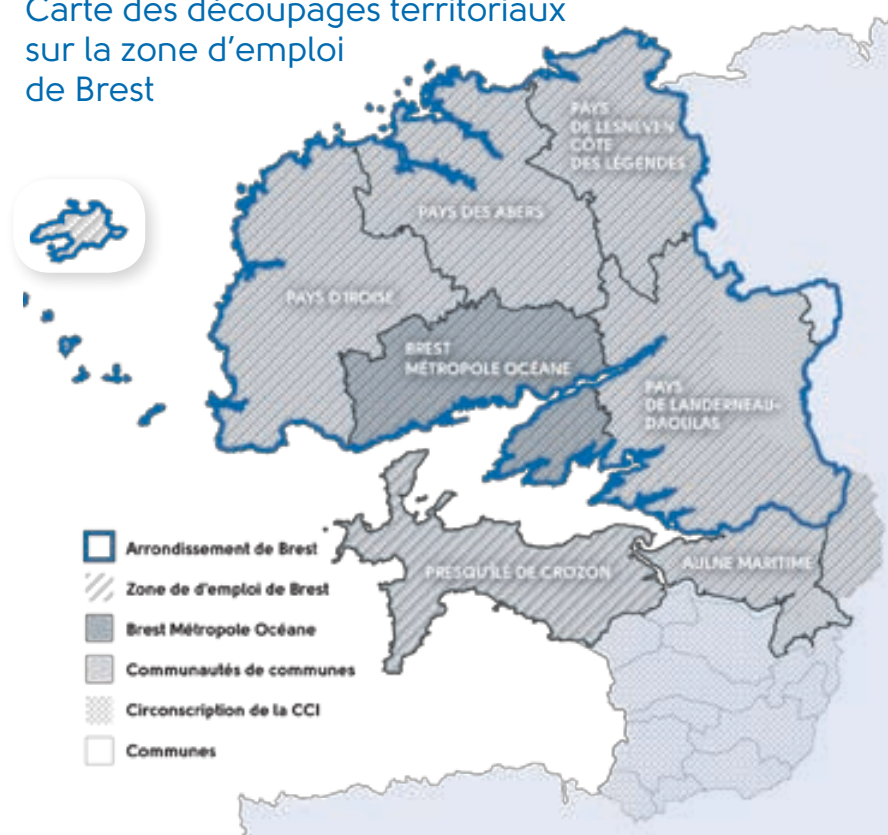 Carte des découpages territoriaux
sur la zone d'emploi
de Brest
PAYS
DE LESNEVEN
CÔTE
DES LÉGENDES
PAYS DES ABERS
PAYS D'IROISE
BREST
MÉTROPOLE OCÉANE
PAYS
DE LANDERNEAU-
DAOULAS
PRESQU'ÎLE DE CROZON
AULNE MARITIME
Arrondissement de Brest
Zone de d'emploi de Brest
Brest Métropole Océane
Communautés de communes
Circonscription de la CCI
Communes